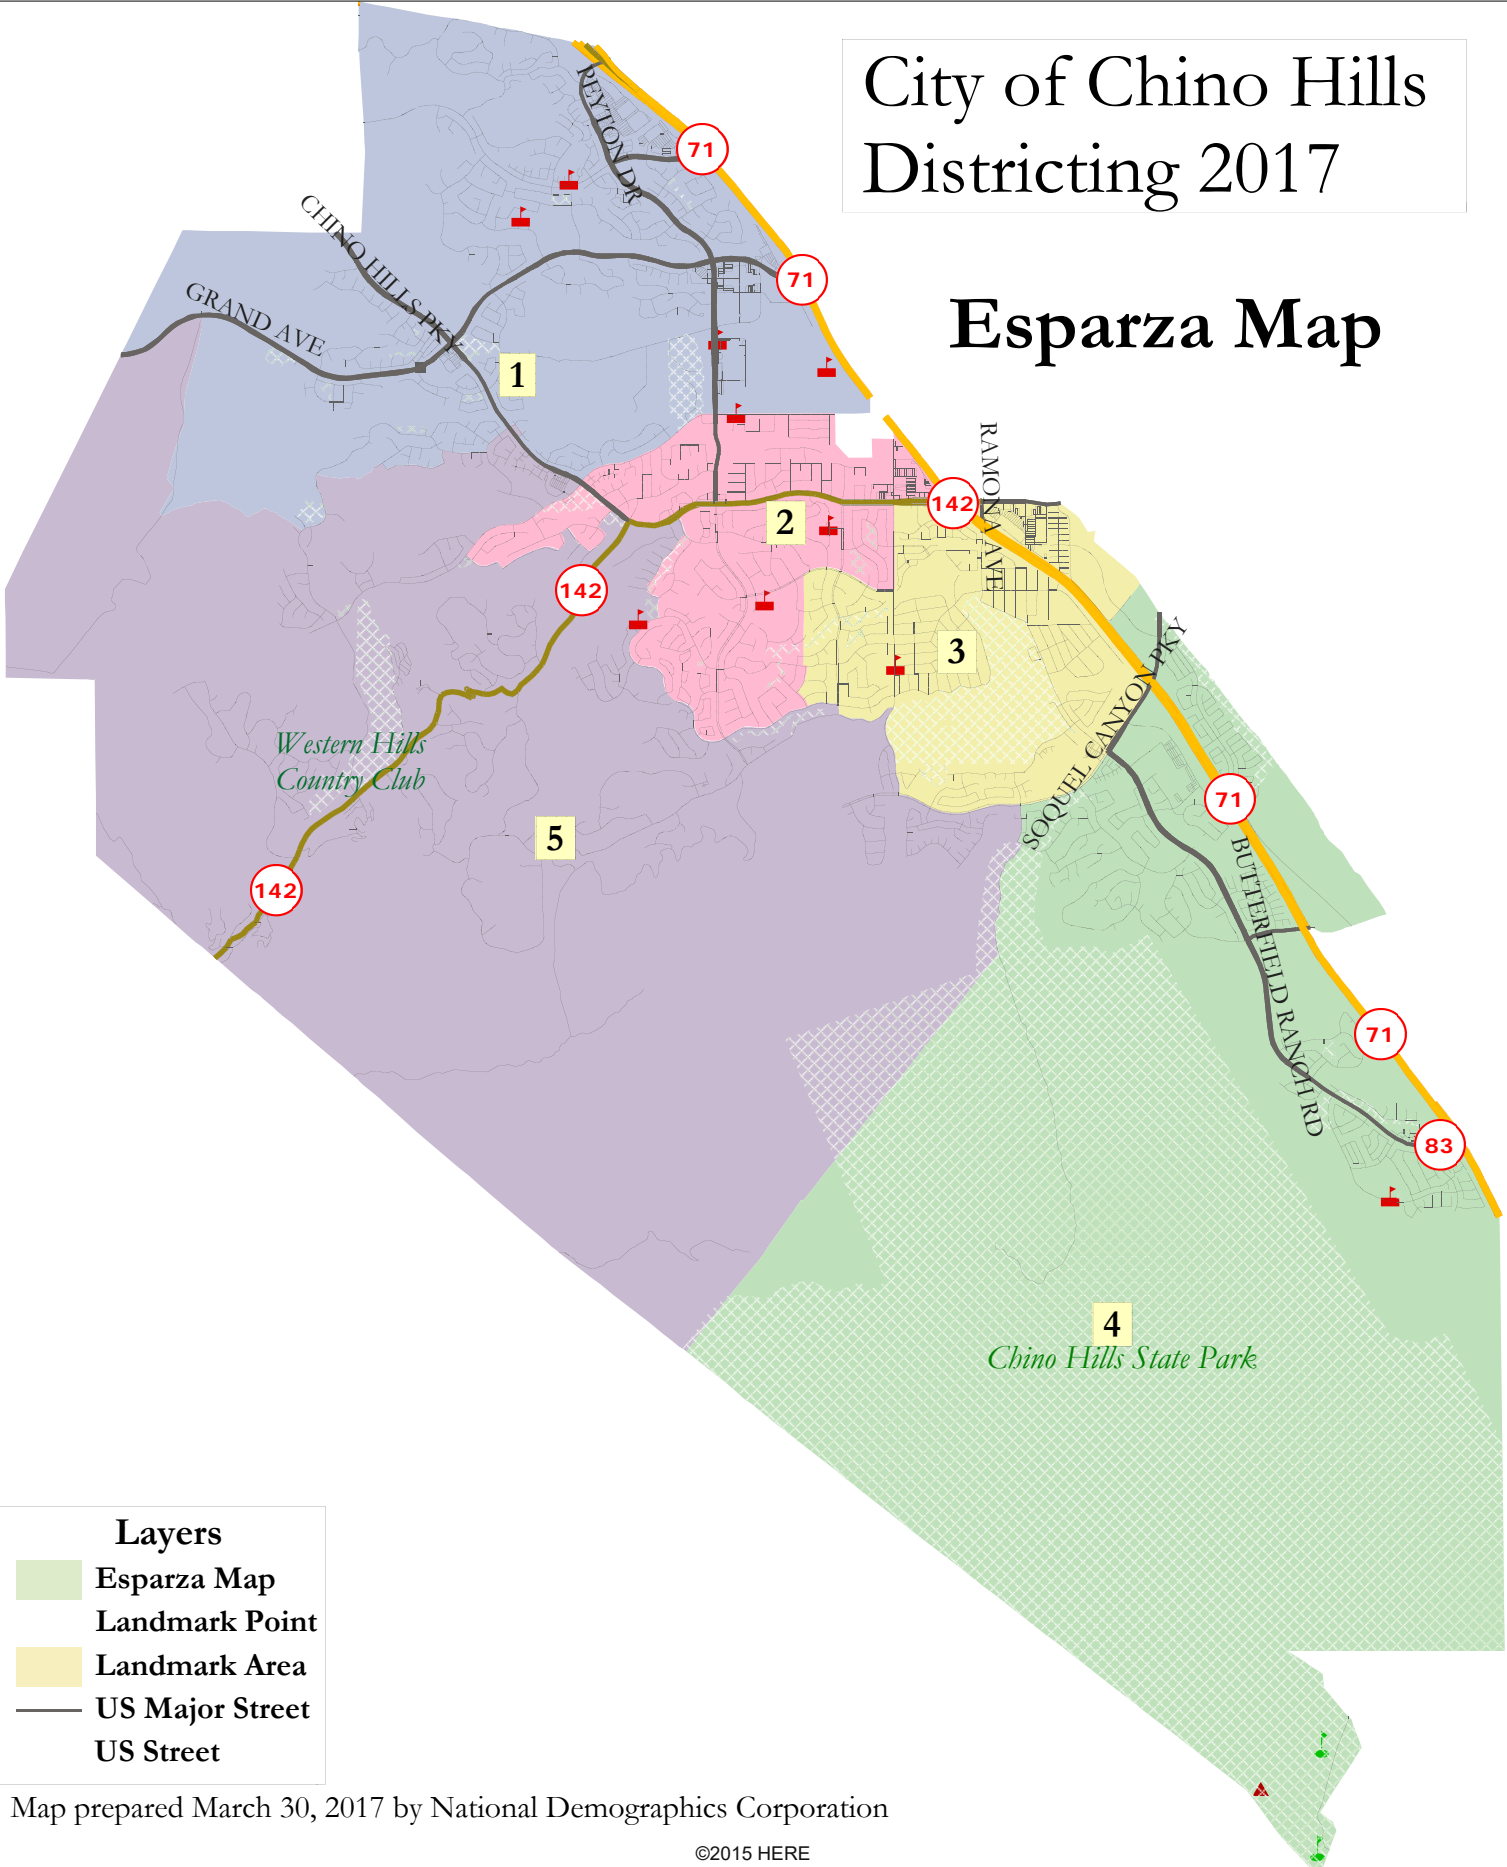 City of Chino Hills
Districting 2017
Esparza Map
PEYTON DR
71
CHINO HILLS PKY
71
GRAND AVE
1
RAMONA AVE
142
2
142
3
SOQUEL CANYON PKY
Western Hills
Country Club
71
5
BUTTERFIELD RANCH RD
142
71
83
4
Chino Hills State Park
Layers
Esparza Map
Landmark Point
Landmark Area
US Major Street
US Street
Map prepared March 30, 2017 by National Demographics Corporation
©2015 HERE